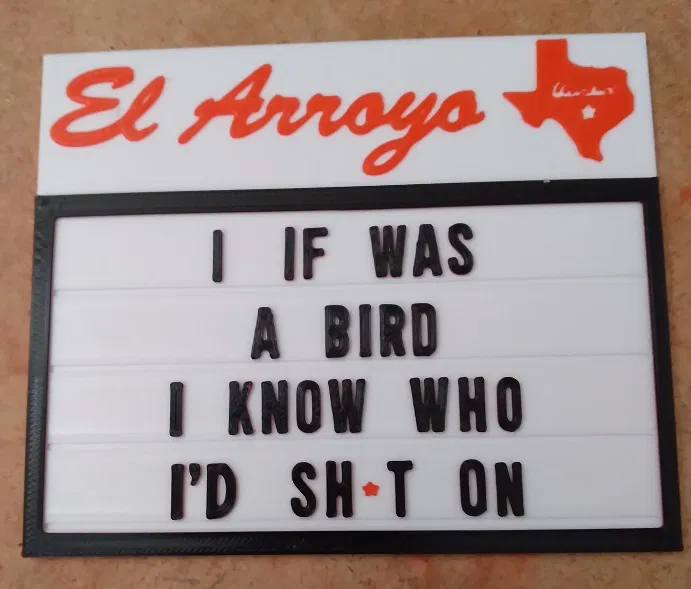 El Arroyo
I IF WAS
A BIRD
I KNOW WHO
I'D SH★T ON